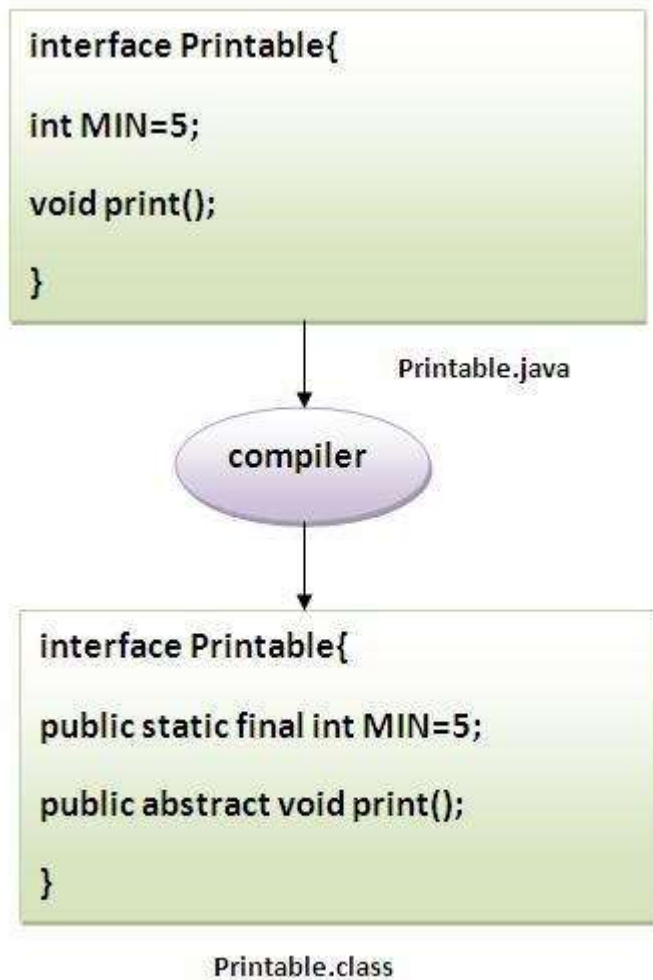 interface Printable{
int MIN=5;
void print();
}
Printable.java
compiler
interface Printable{
public static final int MIN=5;
public abstract void print();
}
Printable.class